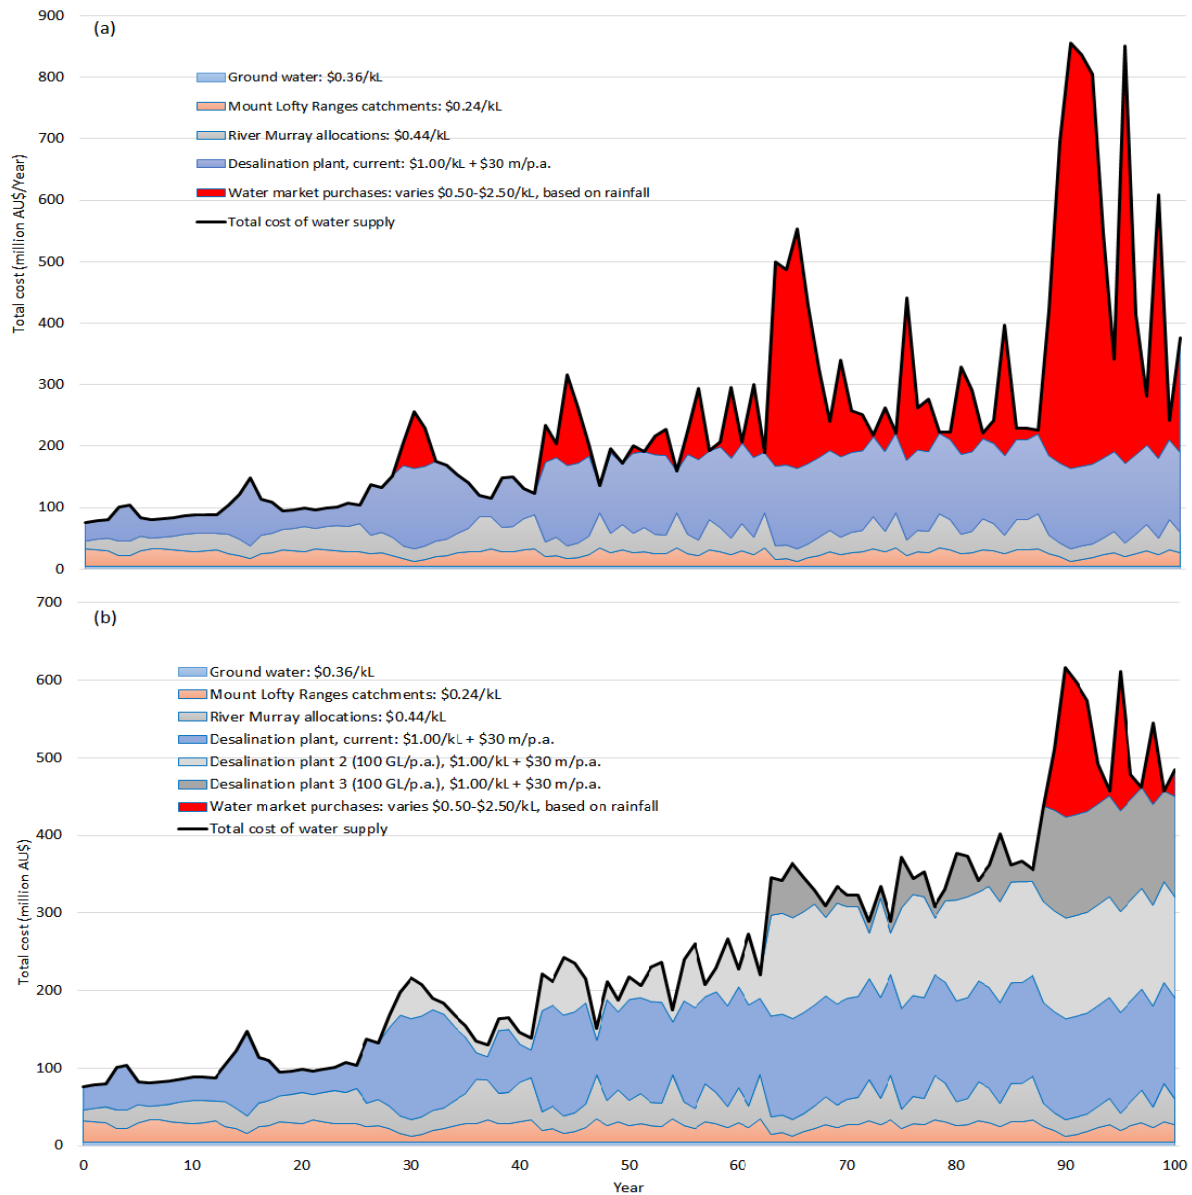 900
(a)
800
700
600
500
400
300
200
100
0
Total cost (million AU$/Year)
Ground water: $0.36/kL
Mount Lofty Ranges catchments: $0.24/kL
River Murray allocations: $0.44/kL
Desalination plant, current: $1.00/kL + $30 m/p.a.
Water market purchases: varies $0.50-$2.50/kL, based on rainfall
Total cost of water supply
700
(b)
600
500
400
300
200
100
0
Total cost (million AU$)
Ground water: $0.36/kL
Mount Lofty Ranges catchments: $0.24/kL
River Murray allocations: $0.44/kL
Desalination plant, current: $1.00/kL + $30 m/p.a.
Desalination plant 2 (100 GL/p.a.), $1.00/kL + $30 m/p.a.
Desalination plant 3 (100 GL/p.a.), $1.00/kL + $30 m/p.a.
Water market purchases: varies $0.50-$2.50/kL, based on rainfall
Total cost of water supply
0 10 20 30 40 50 60 70 80 90 100
Year